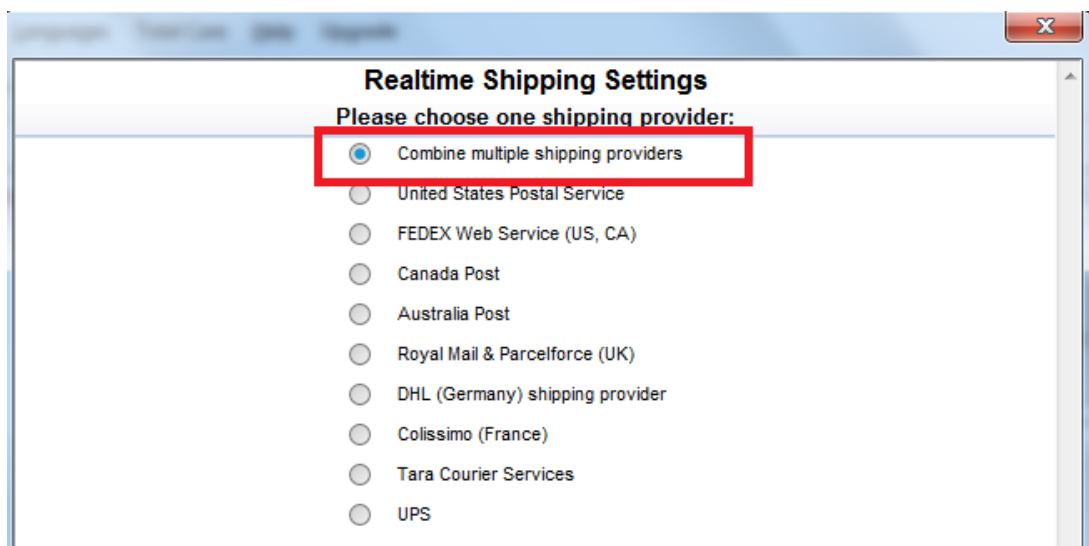 Realtime Shipping Settings
Please choose one shipping provider:
Combine multiple shipping providers
United States Postal Service
FEDEX Web Service (US, CA)
Canada Post
Australia Post
Royal Mail & Parcelforce (UK)
DHL (Germany) shipping provider
Colissimo (France)
Tara Courier Services
UPS